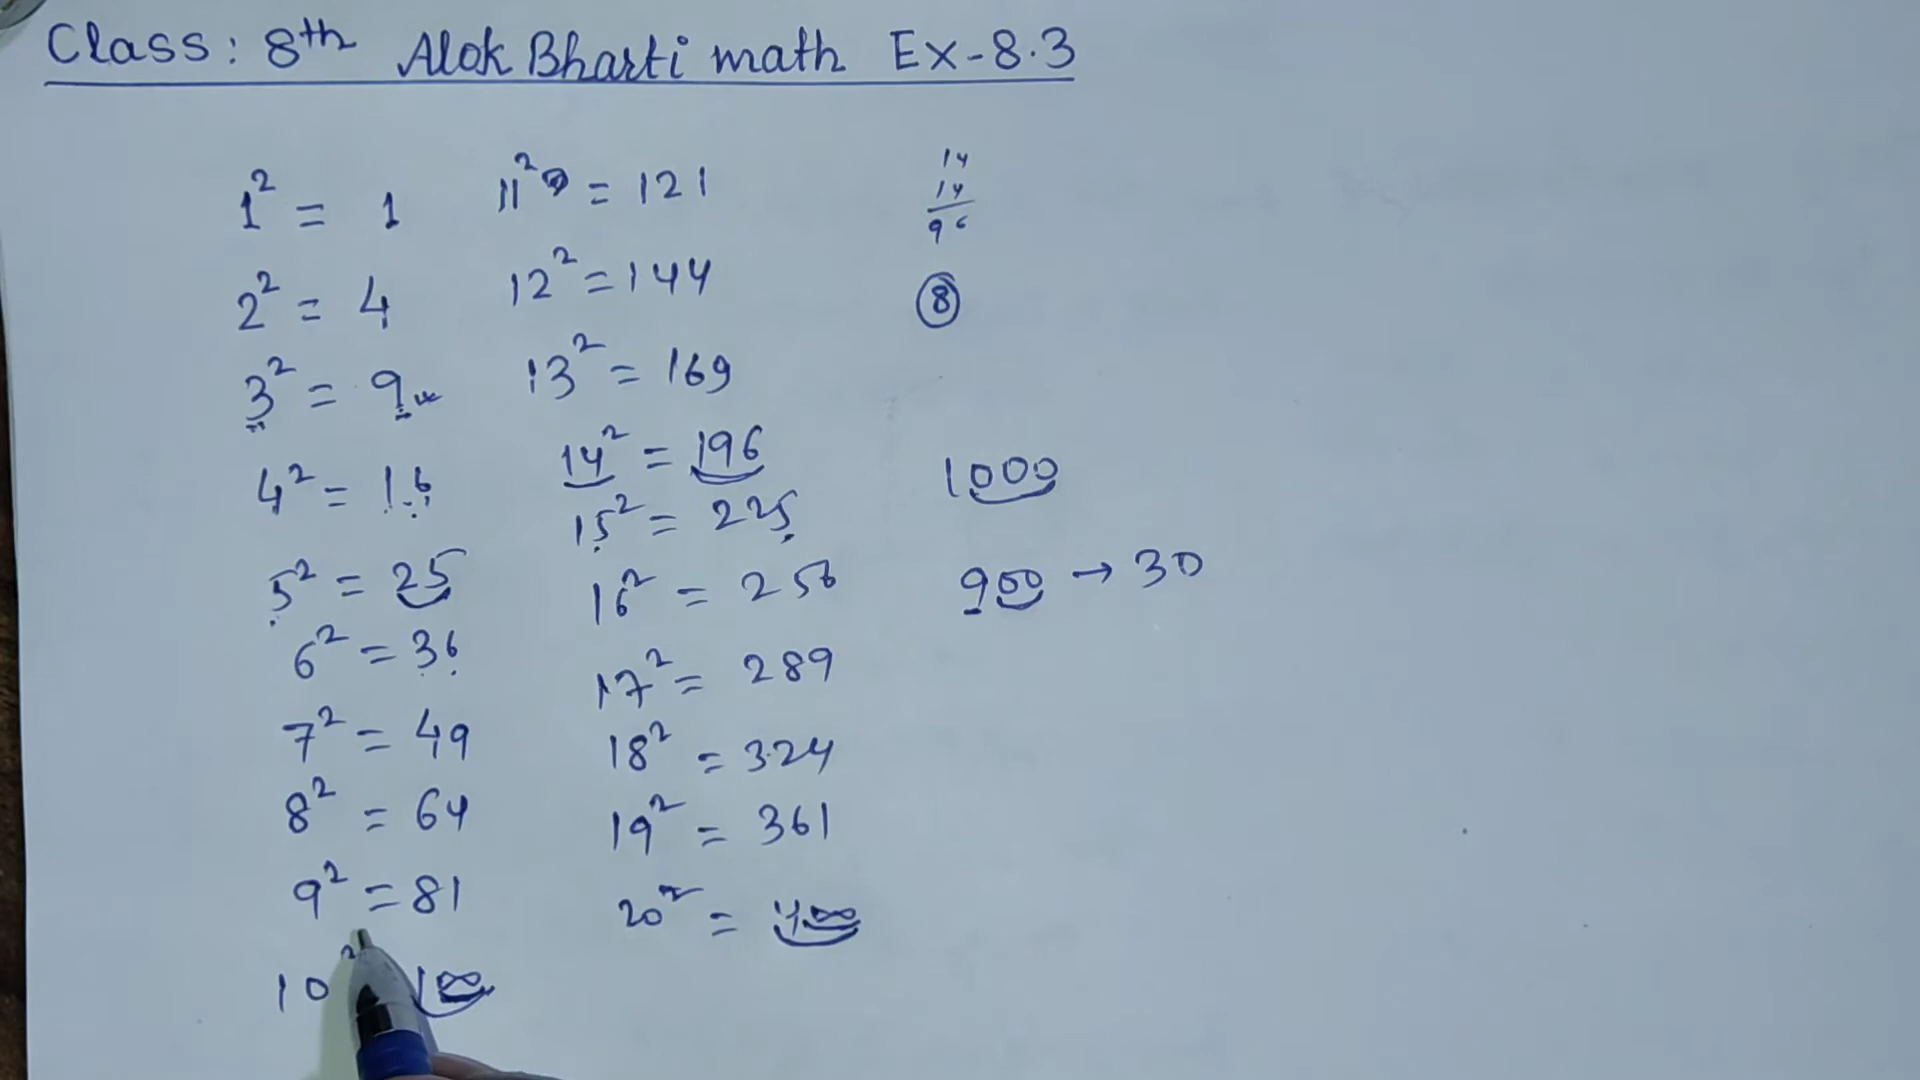 Class: 8th Alok Bharti math Ex-8.3
1² = 1
2² = 4
3² = 9
4² = 16
5² = 25
6² = 36
7² = 49
8² = 64
9² = 81
10² 100
11² = 121
12² = 144
13² = 169
14² = 196
15² = 225
16² = 256
17² = 289
18² = 324
19² = 361
20² = 400
14
14
96
8
1000
900 → 30